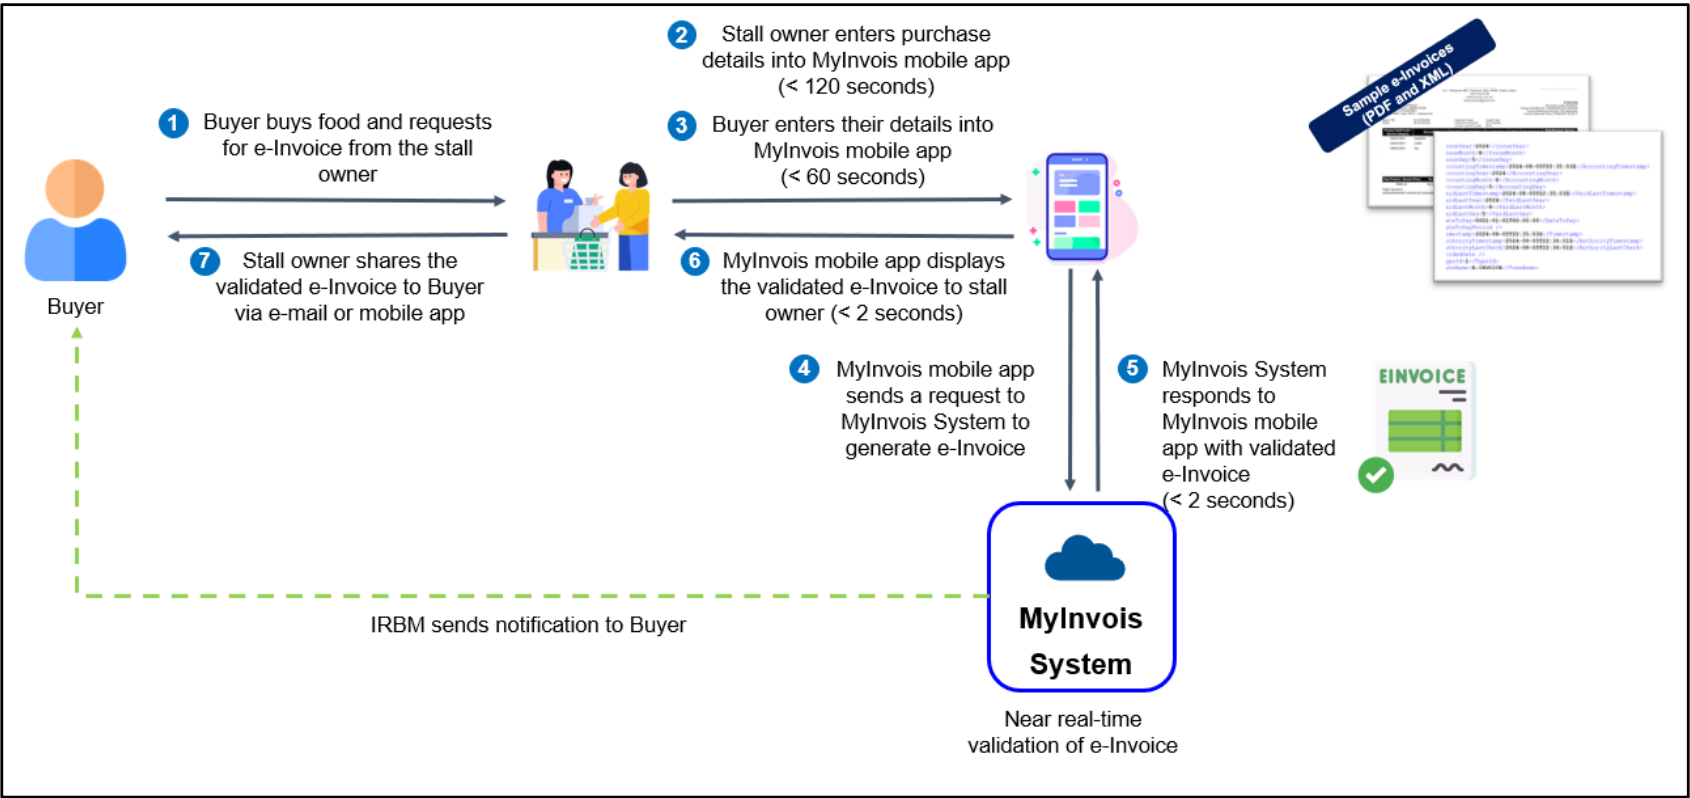 1
Buyer buys food and requests
for e-Invoice from the stall
owner
2
Stall owner enters purchase
details into MyInvois mobile app
(< 120 seconds)
3
Buyer enters their details into
MyInvois mobile app
(< 60 seconds)
Sample e-Invoices
(PDF and XML)
Buyer
7
Stall owner shares the
validated e-Invoice to Buyer
via e-mail or mobile app
6
MyInvois mobile app displays
the validated e-Invoice to stall
owner (< 2 seconds)
4
MyInvois mobile app
sends a request to
MyInvois System to
generate e-Invoice
5
MyInvois System
responds to
MyInvois mobile
app with validated
e-Invoice
(< 2 seconds)
EINVOICE
IRBM sends notification to Buyer
MyInvois
System
Near real-time
validation of e-Invoice